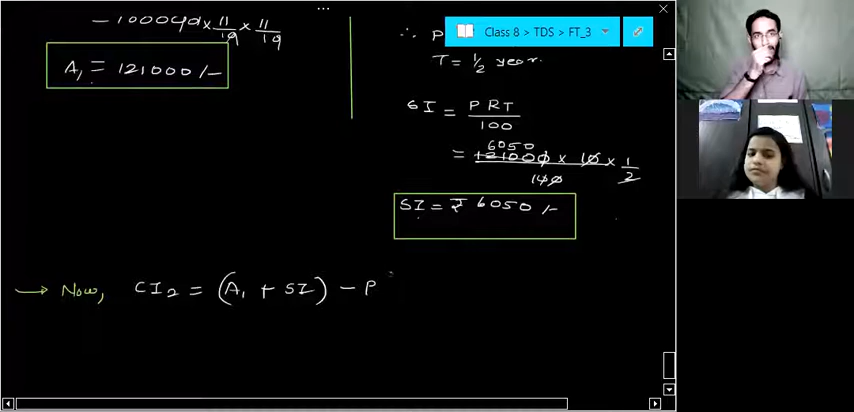 = 100000 × 11/10 × 11/10
A₁ = 121000 /-
∴ P
Class 8 > TDS > FT_3
T = 1/2 year.
SI = PRT / 100
6050
= 121000 × 10 × 1/2
100
SI = ₹ 6050 /-
→ Now, CI₂ = (A₁ + SI) - P